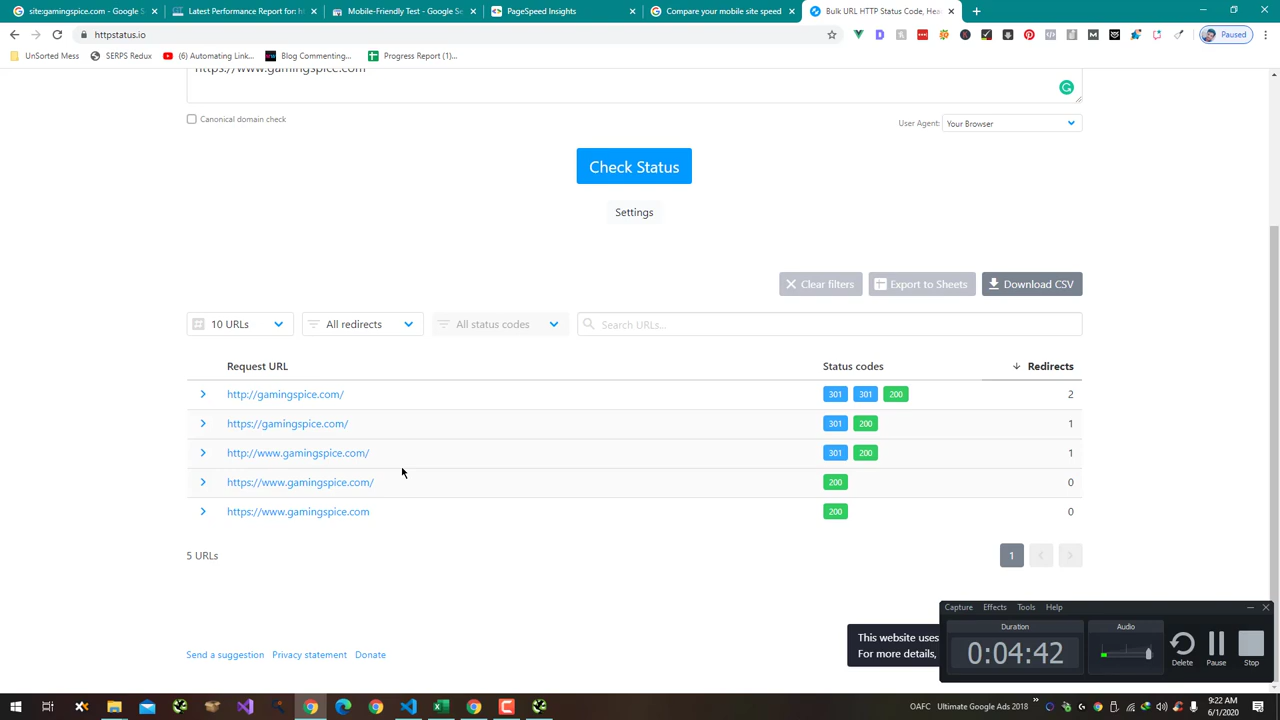 site:gamingspice.com - Google S
Latest Performance Report for: ht
Mobile-Friendly Test - Google Se
PageSpeed Insights
Compare your mobile site speed
Bulk URL HTTP Status Code, Hea
httpstatus.io
Paused
UnSorted Mess
SERPS Redux
(6) Automating Link...
Blog Commenting...
Progress Report (1)...
https://www.gamingspice.com
Canonical domain check
User Agent: Your Browser
Check Status
Settings
Clear filters
Export to Sheets
Download CSV
10 URLs
All redirects
All status codes
Search URLs...
Request URL Status codes Redirects
http://gamingspice.com/ 301 301 200 2
https://gamingspice.com/ 301 200 1
http://www.gamingspice.com/ 301 200 1
https://www.gamingspice.com/ 200 0
https://www.gamingspice.com 200 0
5 URLs
1
Send a suggestion Privacy statement Donate
This website uses
For more details,
Capture Effects Tools Help
Duration
Audio
0:04:42
Delete Pause Stop
OAFC Ultimate Google Ads 2018
9:22 AM
6/1/2020